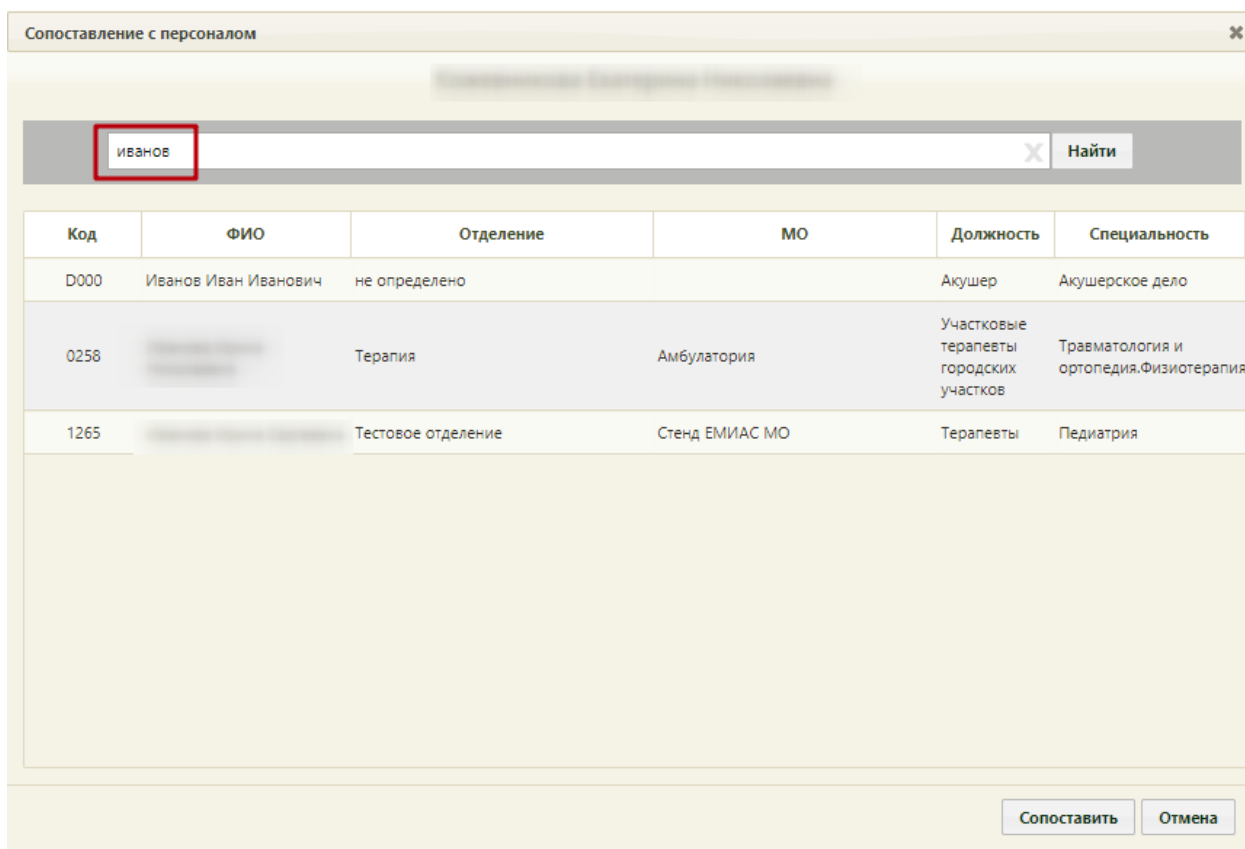 Сопоставление с персоналом
иванов
Найти
Код ФИО Отделение МО Должность Специальность
D000 Иванов Иван Иванович не определено Акушер Акушерское дело
0258 Терапия Амбулатория Участковые терапевты городских участков Травматология и ортопедия.Физиотерапия
1265 Тестовое отделение Стенд ЕМИАС МО Терапевты Педиатрия
Сопоставить Отмена